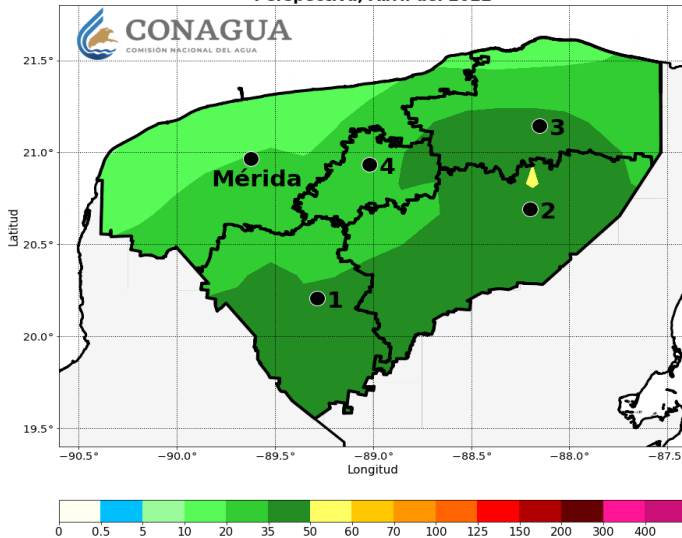 CONAGUA
COMISIÓN NACIONAL DEL AGUA
21.5°
21.0°
20.5°
20.0°
19.5°
Latitud
3
4
Mérida
2
1
−90.5° −90.0° −89.5° −89.0° −88.5° −88.0° −87.5
Longitud
0 0.5 5 10 20 35 50 60 70 100 125 150 200 300 400